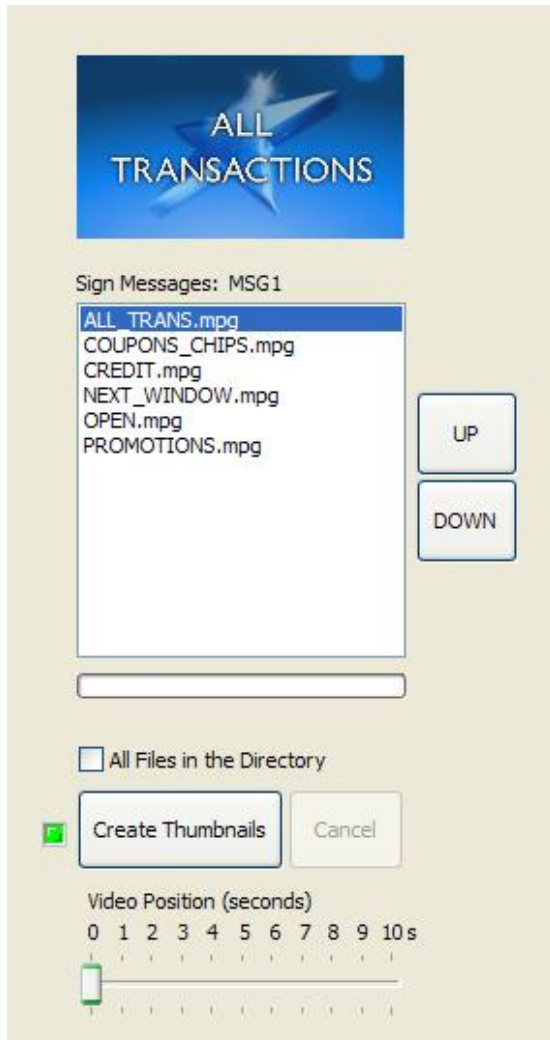 ALL
TRANSACTIONS
Sign Messages: MSG1
ALL_TRANS.mpg
COUPONS_CHIPS.mpg
CREDIT.mpg
NEXT_WINDOW.mpg
OPEN.mpg
PROMOTIONS.mpg
UP
DOWN
All Files in the Directory
Create Thumbnails
Cancel
Video Position (seconds)
0 1 2 3 4 5 6 7 8 9 10 s